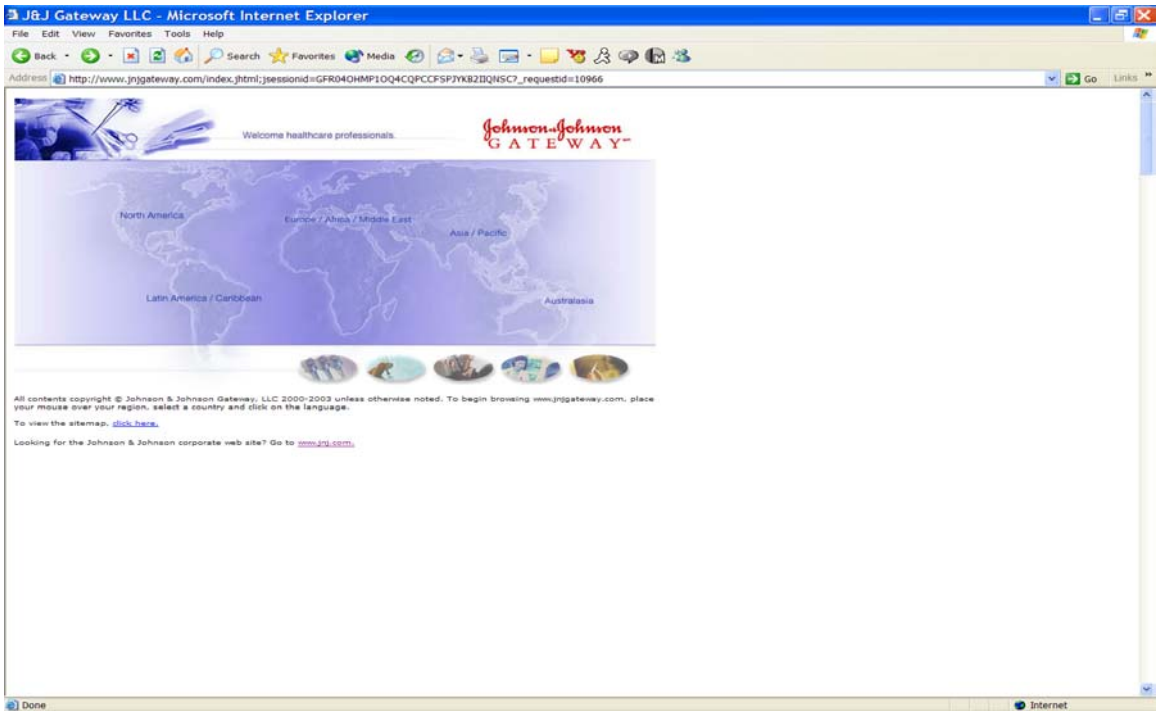 J&J Gateway LLC - Microsoft Internet Explorer
File Edit View Favorites Tools Help
Back Search Favorites Media
Address http://www.jnjgateway.com/index.jhtml;jsessionid=GFR04OHMP1OQ4CQPCCFSPJYKB2IIQNSC?_requestid=10966 Go Links »
Welcome healthcare professionals.
Johnson & Johnson
GATEWAY
North America
Europe / Africa / Middle East
Asia / Pacific
Latin America / Caribbean
Australasia
All contents copyright © Johnson & Johnson Gateway, LLC 2000-2003 unless otherwise noted. To begin browsing www.jnjgateway.com, place
your mouse over your region, select a country and click on the language.
To view the sitemap, click here.
Looking for the Johnson & Johnson corporate web site? Go to www.jnj.com.
Done Internet